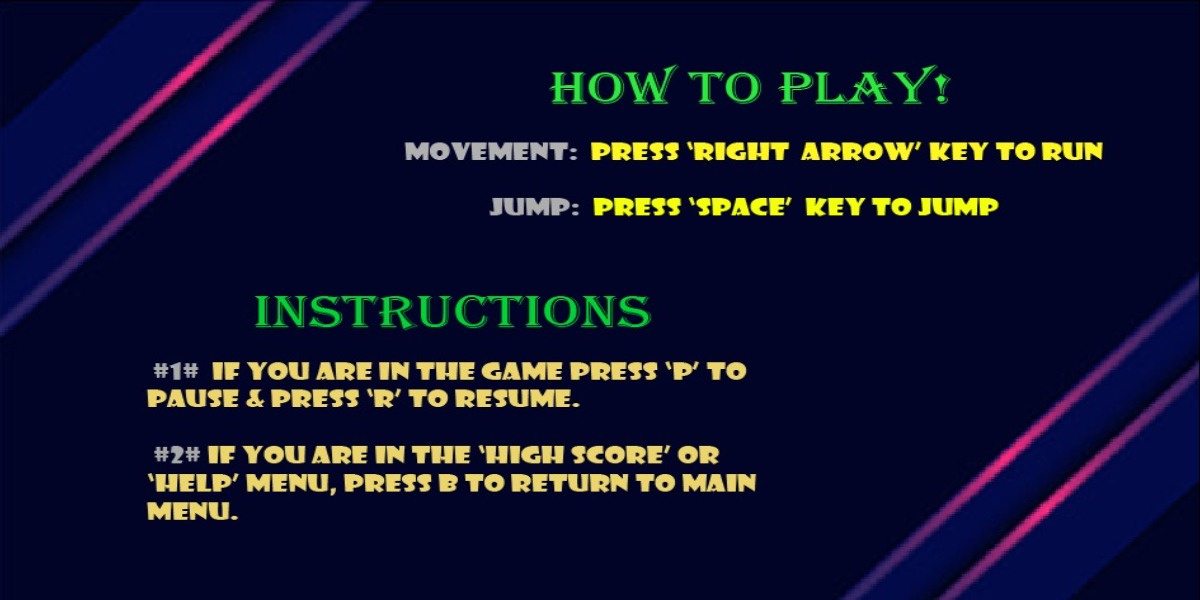 HOW TO PLAY!
MOVEMENT: PRESS ‘RIGHT ARROW’ KEY TO RUN
JUMP: PRESS ‘SPACE’ KEY TO JUMP
INSTRUCTIONS
#1# IF YOU ARE IN THE GAME PRESS ‘P’ TO
PAUSE & PRESS ‘R’ TO RESUME.
#2# IF YOU ARE IN THE ‘HIGH SCORE’ OR
‘HELP’ MENU, PRESS B TO RETURN TO MAIN
MENU.